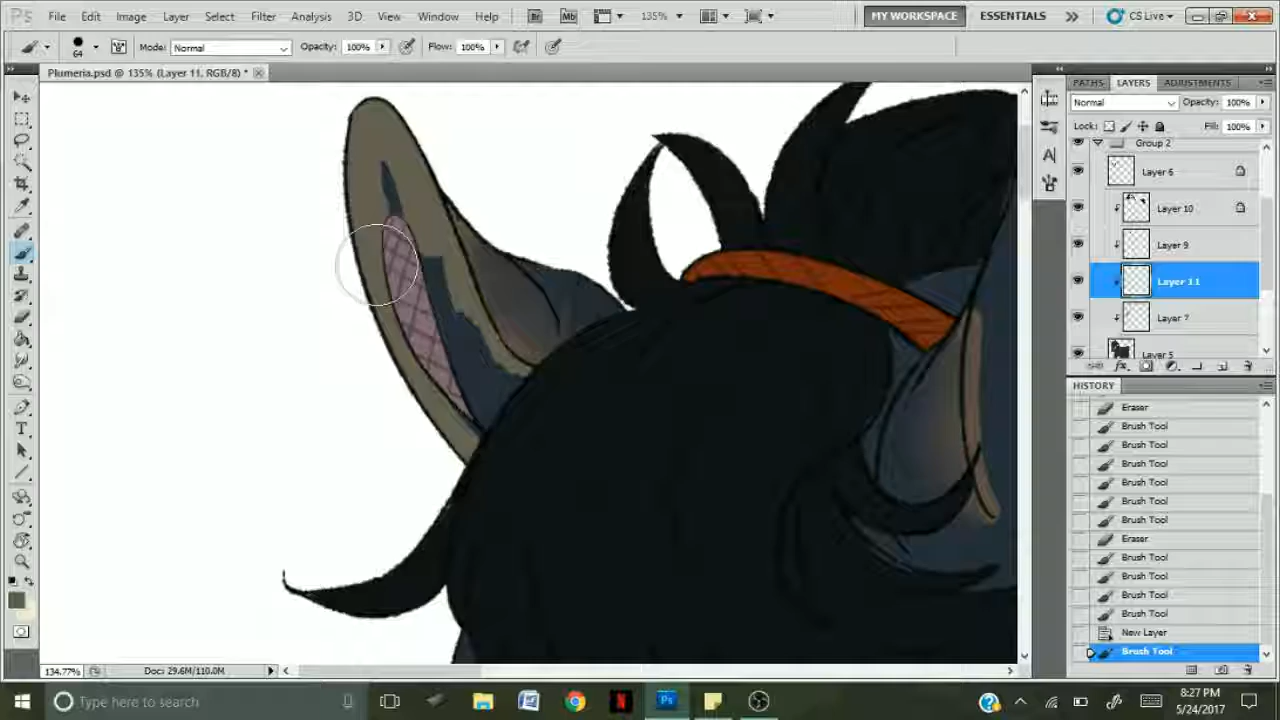 Ps File Edit Image Layer Select Filter Analysis 3D View Window Help Br Mb 135% MY WORKSPACE ESSENTIALS CS Live
64 Mode: Normal Opacity: 100% Flow: 100%
Plumeria.psd @ 135% (Layer 11, RGB/8) *
PATHS LAYERS ADJUSTMENTS
Normal Opacity: 100%
Lock: Fill: 100%
Group 2
Layer 6
Layer 10
Layer 9
Layer 11
Layer 7
Layer 5
HISTORY
Eraser
Brush Tool
Brush Tool
Brush Tool
Brush Tool
Brush Tool
Brush Tool
Eraser
Brush Tool
Brush Tool
Brush Tool
Brush Tool
New Layer
Brush Tool
134.77% Doc: 29.6M/110.0M
Type here to search
8:27 PM
5/24/2017